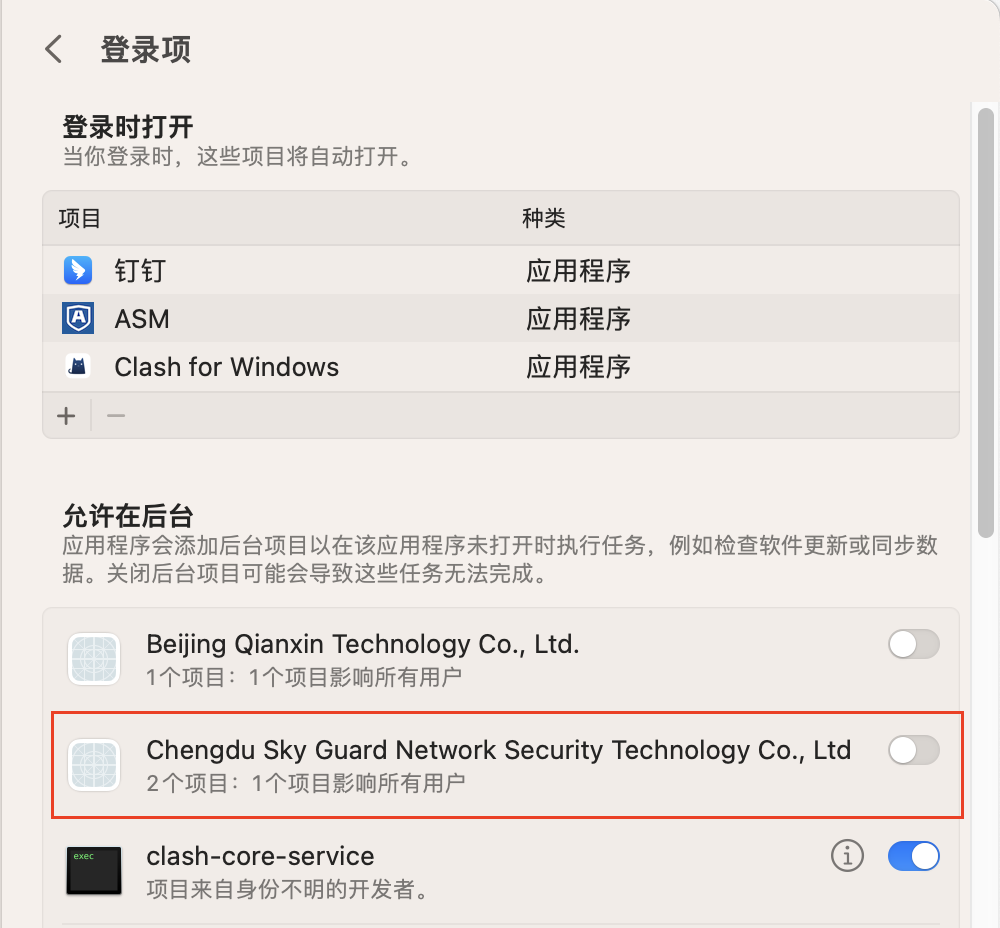 登录项
登录时打开
当你登录时，这些项目将自动打开。
项目 种类
钉钉 应用程序
ASM 应用程序
Clash for Windows 应用程序
允许在后台
应用程序会添加后台项目以在该应用程序未打开时执行任务，例如检查软件更新或同步数
据。关闭后台项目可能会导致这些任务无法完成。
Beijing Qianxin Technology Co., Ltd.
1个项目：1个项目影响所有用户
Chengdu Sky Guard Network Security Technology Co., Ltd
2个项目：1个项目影响所有用户
exec
clash-core-service
项目来自身份不明的开发者。